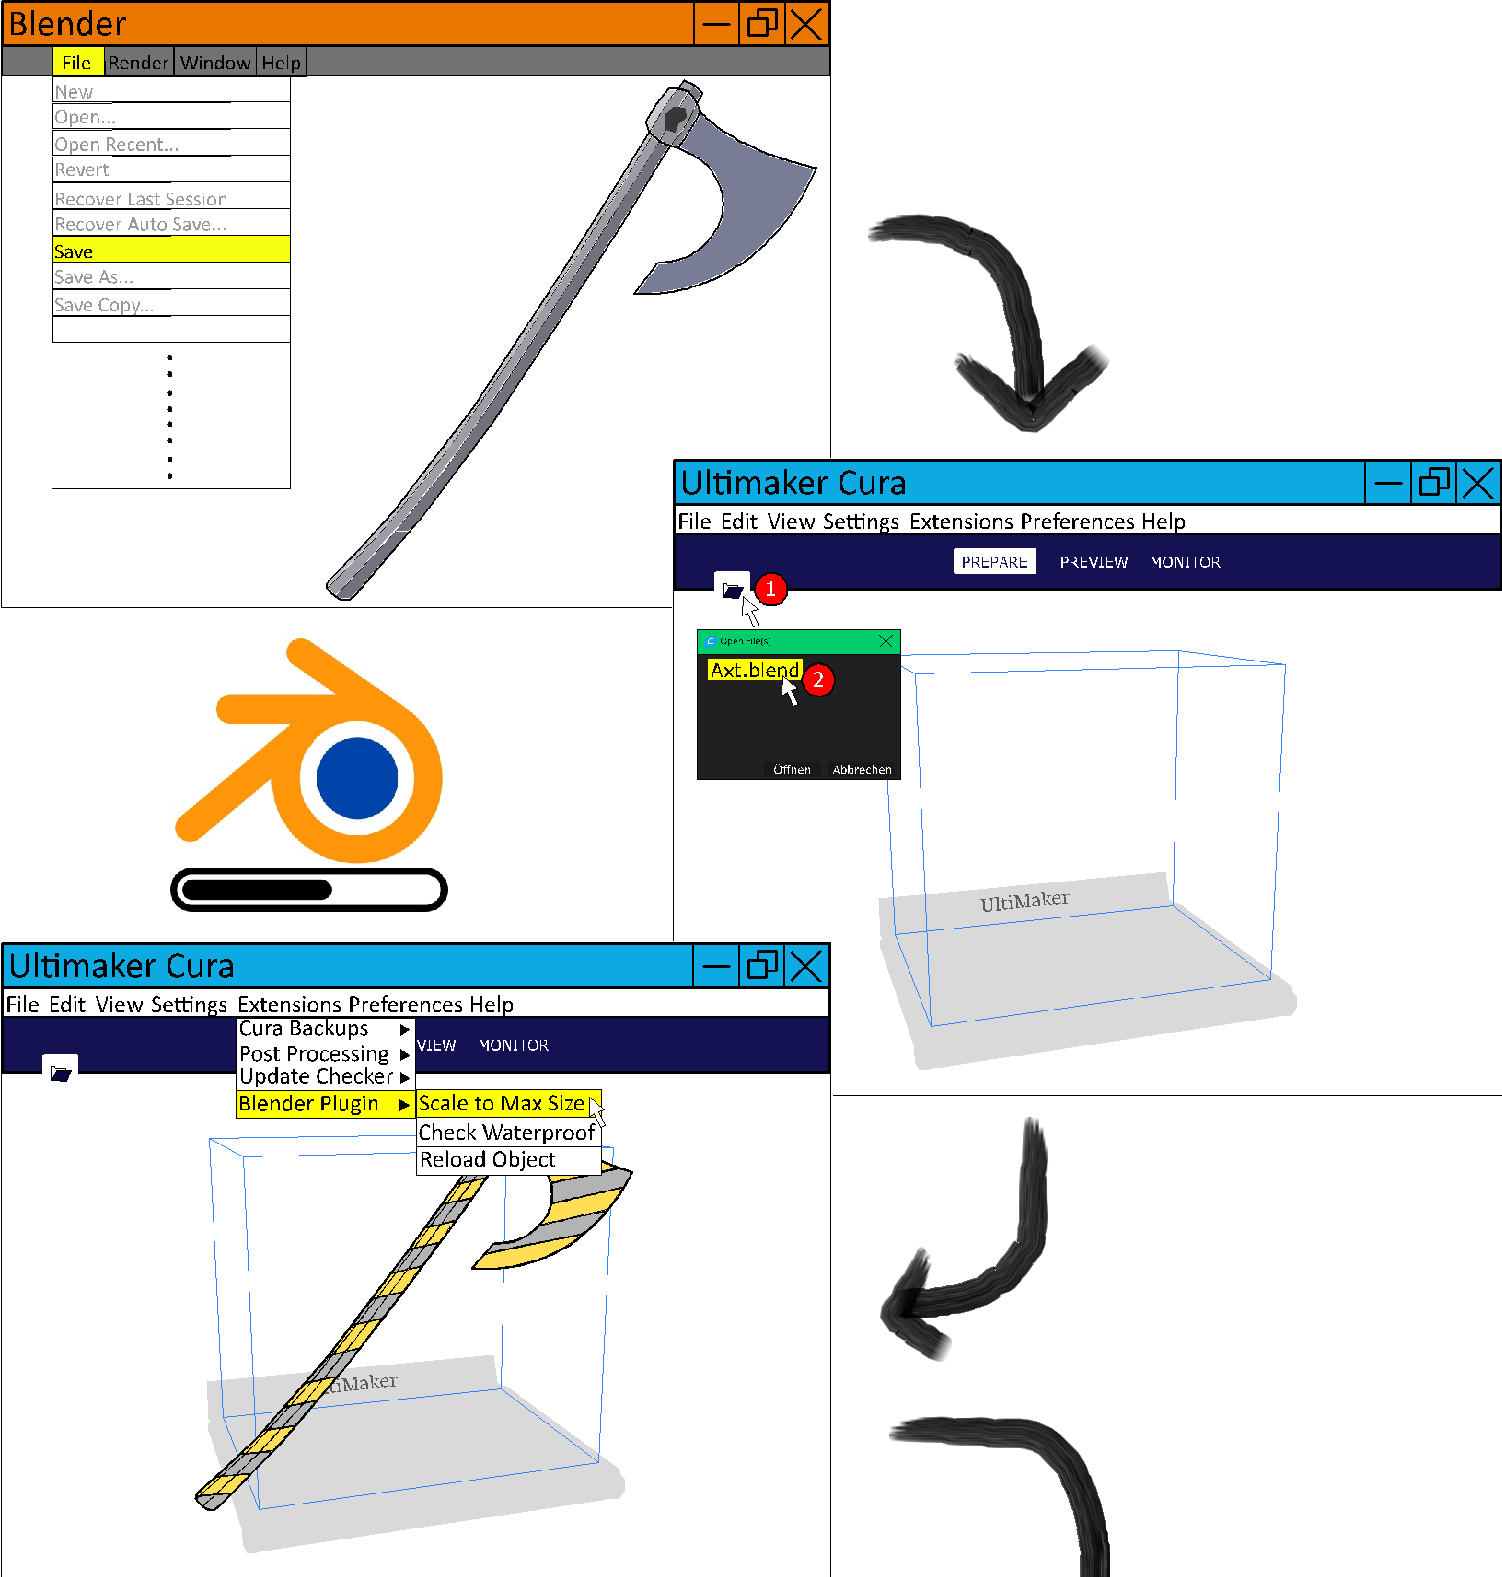 Blender
File Render Window Help
New
Open...
Open Recent...
Revert
Recover Last Session
Recover Auto Save...
Save
Save As...
Save Copy...
Ultimaker Cura
File Edit View Settings Extensions Preferences Help
PREPARE PREVIEW MONITOR
1
Open File(s)
Axt.blend
2
Öffnen Abbrechen
UltiMaker
Ultimaker Cura
File Edit View Settings Extensions Preferences Help
Cura Backups
VIEW MONITOR
Post Processing
Update Checker
Blender Plugin
Scale to Max Size
Check Waterproof
Reload Object
tiMaker